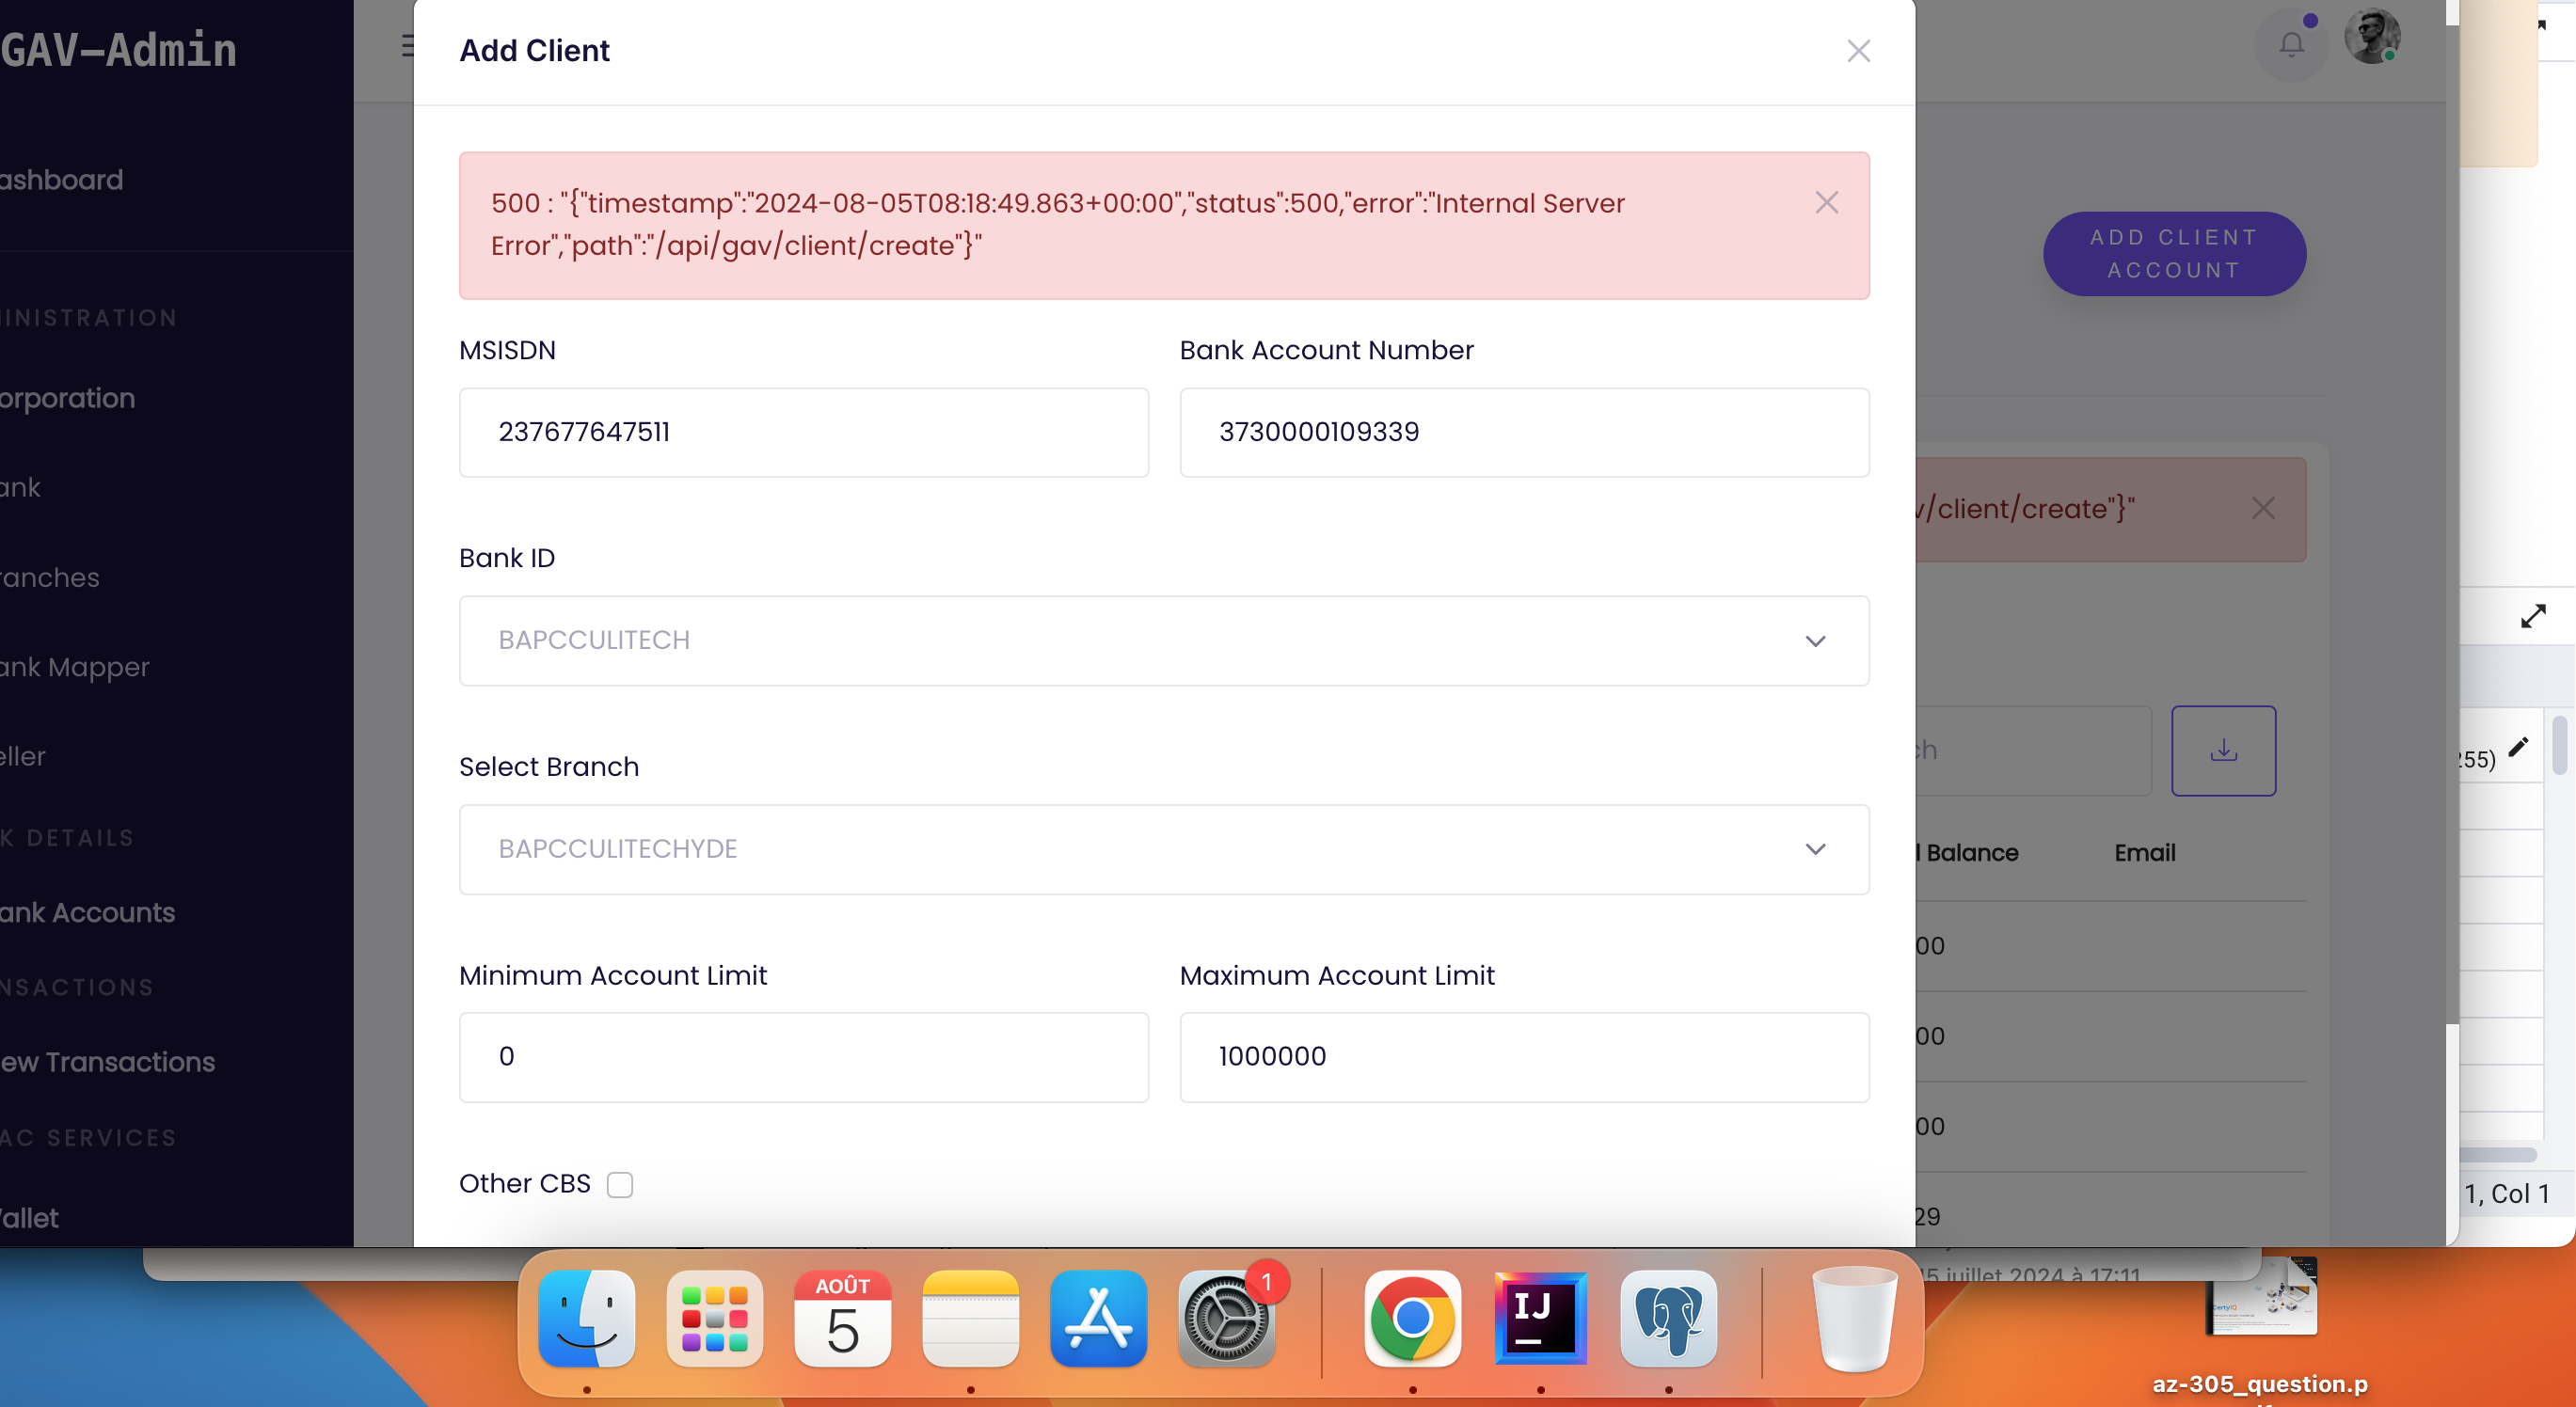 GAV-Admin
Add Client
ashboard
500 : "{"timestamp":"2024-08-05T08:18:49.863+00:00","status":500,"error":"Internal Server
Error","path":"/api/gav/client/create"}"
ADD CLIENT
ACCOUNT
INISTRATION
MSISDN
Bank Account Number
orporation
237677647511
3730000109339
ank
v/client/create"}"
Bank ID
ranches
BAPCCULITECH
ank Mapper
Select Branch
eller
ch
255)
K DETAILS
BAPCCULITECHYDE
l Balance
Email
ank Accounts
00
NSACTIONS
Minimum Account Limit
Maximum Account Limit
00
ew Transactions
0
1000000
00
AC SERVICES
Other CBS
1, Col 1
allet
29
15 juillet 2024 à 17:11
AOÛT
5
1
IJ
CertyIQ
az-305_question.p